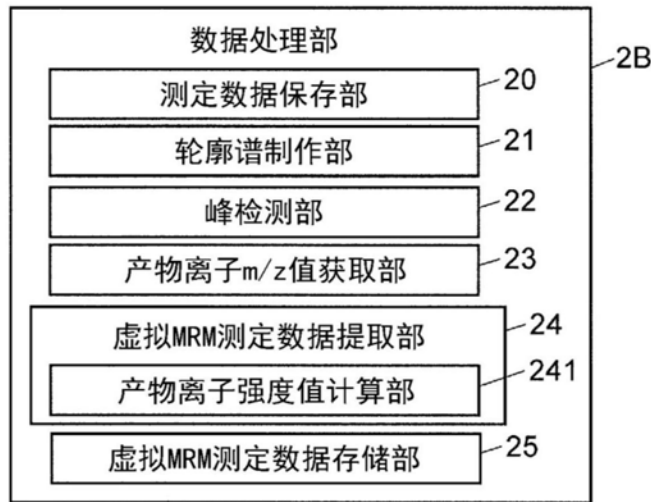 数据处理部
2B
测定数据保存部
20
轮廓谱制作部
21
峰检测部
22
产物离子m/z值获取部
23
虚拟MRM测定数据提取部
24
产物离子强度值计算部
241
虚拟MRM测定数据存储部
25